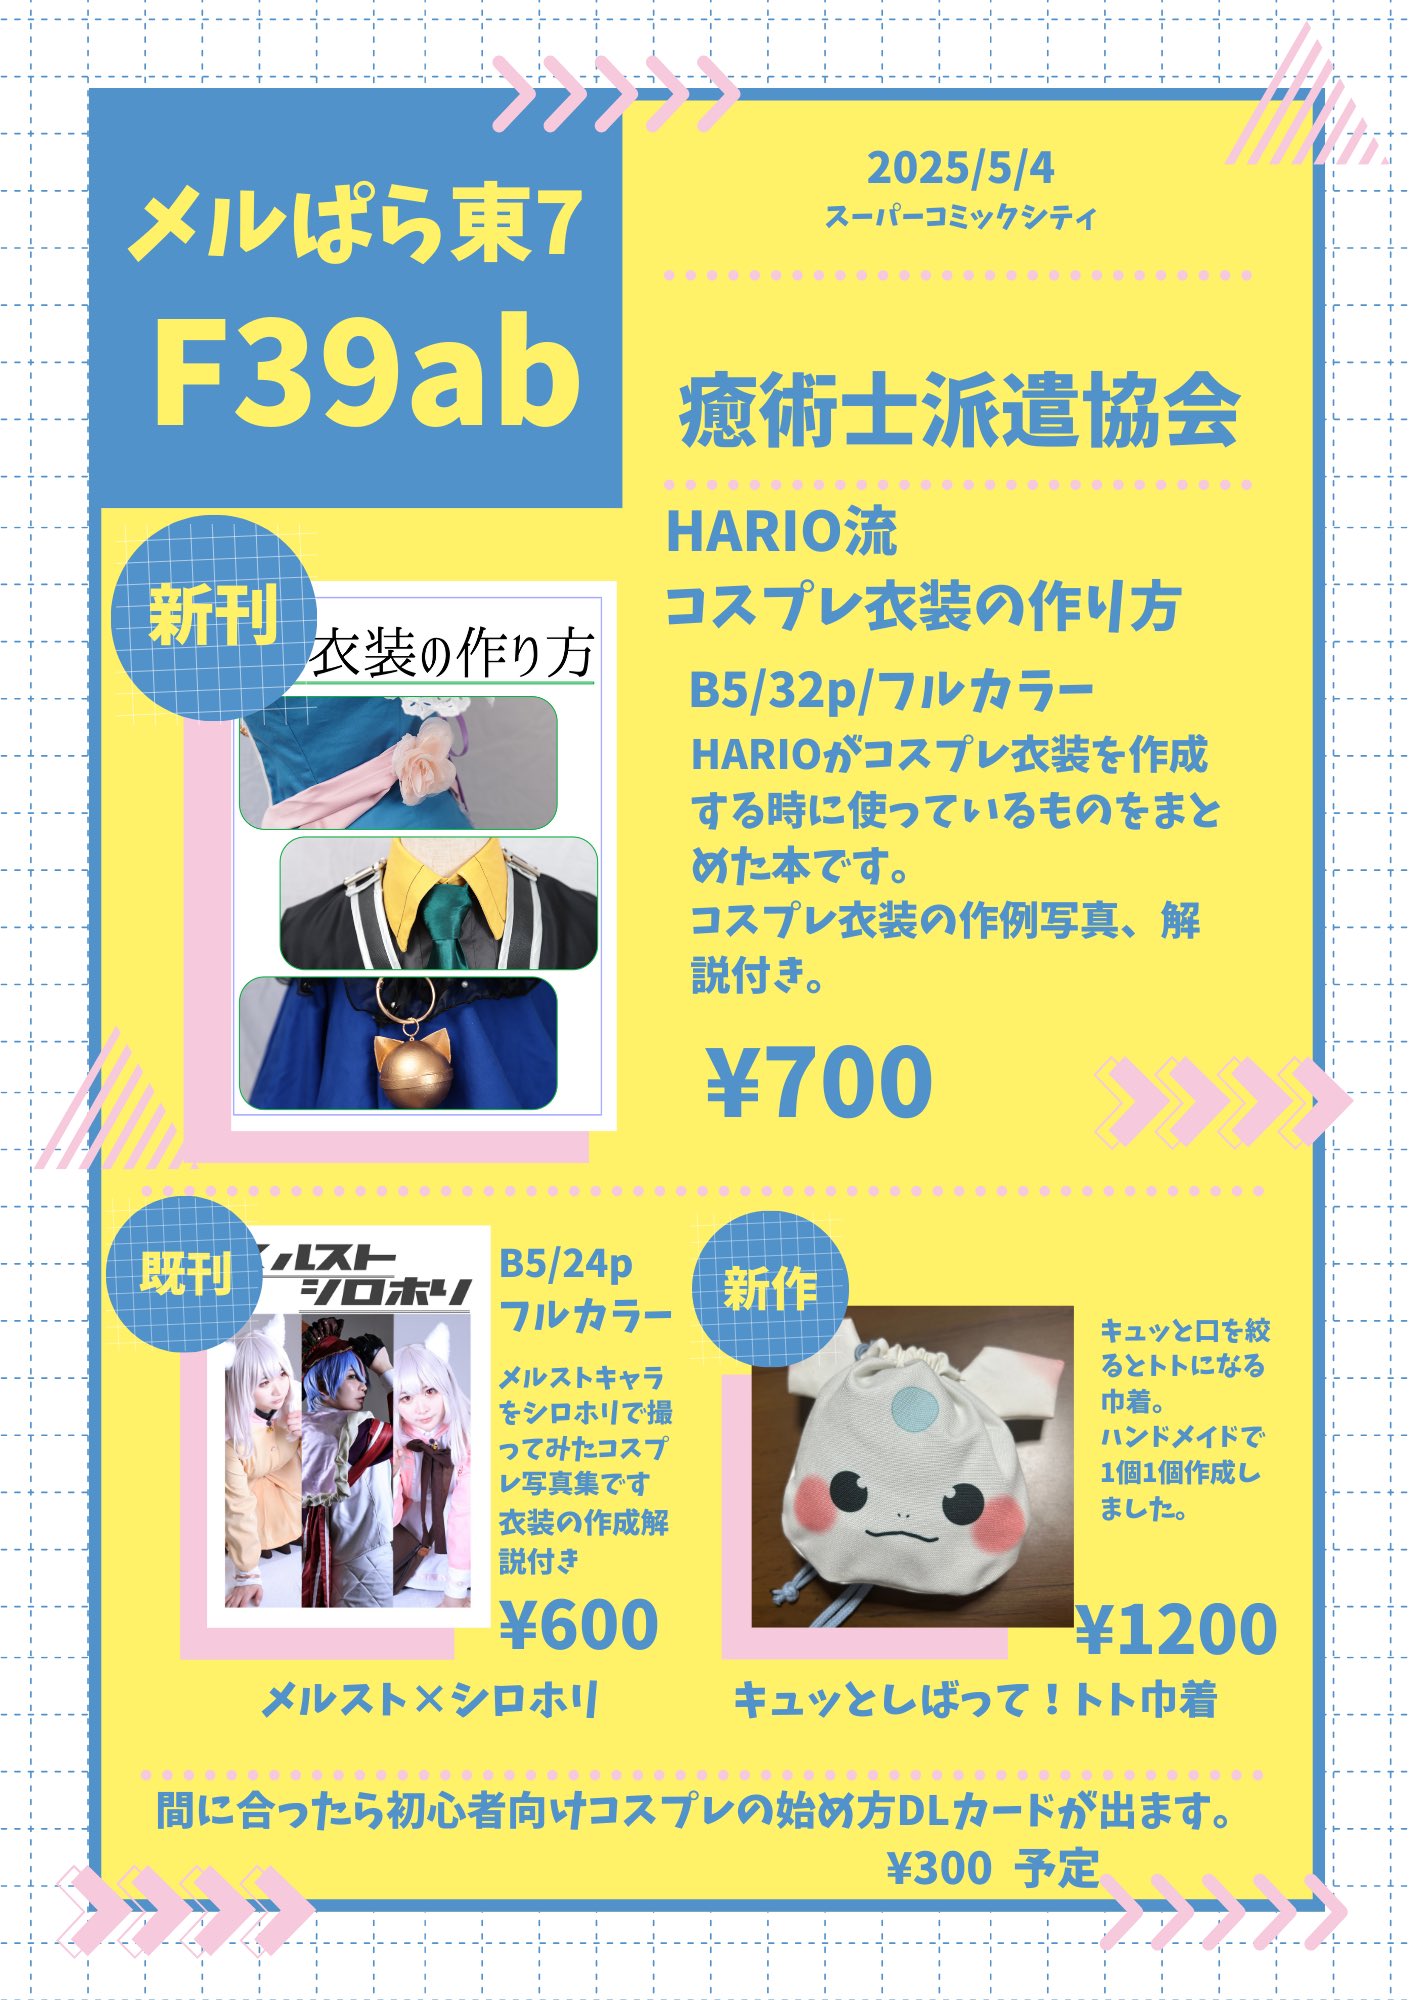 メルぱら東7
F39ab
2025/5/4
スーパーコミックシティ
癒術士派遣協会
新刊
衣装の作り方
HARIO流
コスプレ衣装の作り方
B5/32p/フルカラー
HARIOがコスプレ衣装を作成
する時に使っているものをまと
めた本です。
コスプレ衣装の作例写真、解
説付き。
¥700
既刊
メルスト
シロホリ
B5/24p
フルカラー
メルストキャラ
をシロホリで撮
ってみたコスプ
レ写真集です
衣装の作成解
説付き
¥600
メルスト×シロホリ
新作
キュッと口を絞
るとトトになる
巾着。
ハンドメイドで
1個1個作成し
ました。
¥1200
キュッとしばって！トト巾着
間に合ったら初心者向けコスプレの始め方DLカードが出ます。
¥300 予定